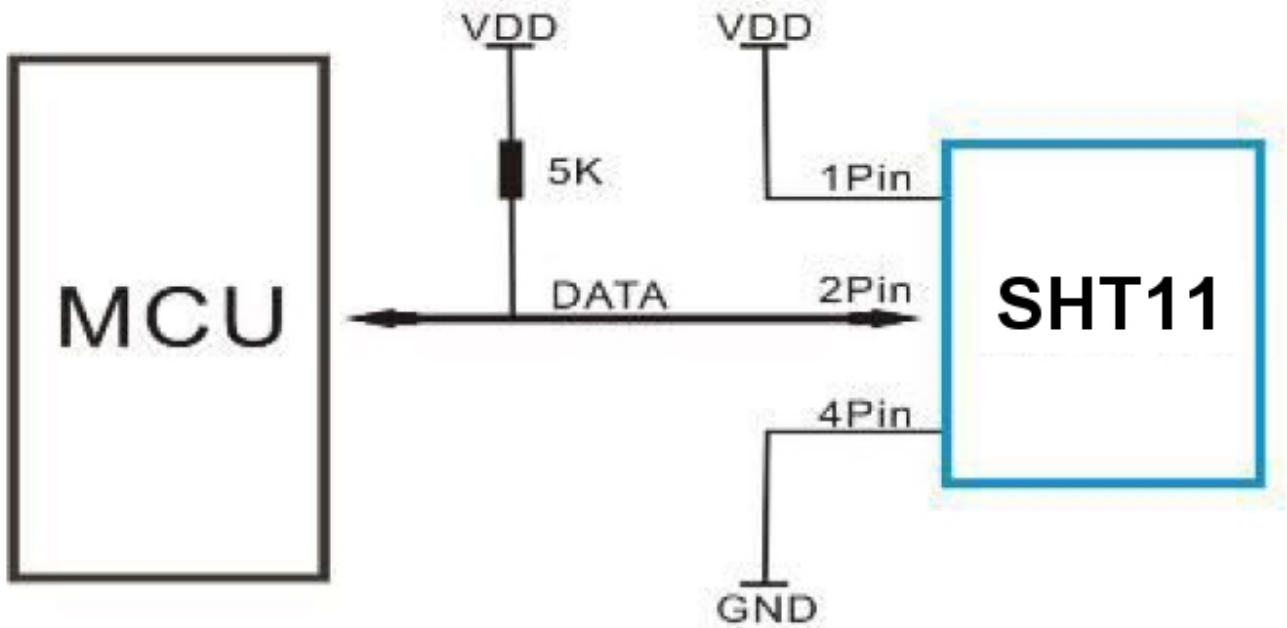 VDD
VDD
5K
1Pin
MCU
DATA
2Pin
SHT11
4Pin
GND